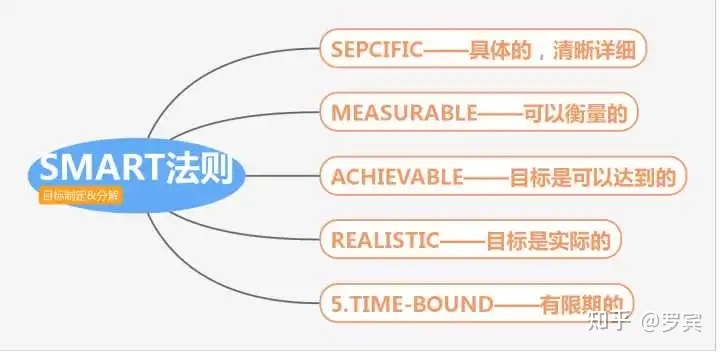 SEPCIFIC——具体的，清晰详细
MEASURABLE——可以衡量的
SMART法则
目标制定&分解
ACHIEVABLE——目标是可以达到的
REALISTIC——目标是实际的
5.TIME-BOUND——有限期的
知乎 @罗宾